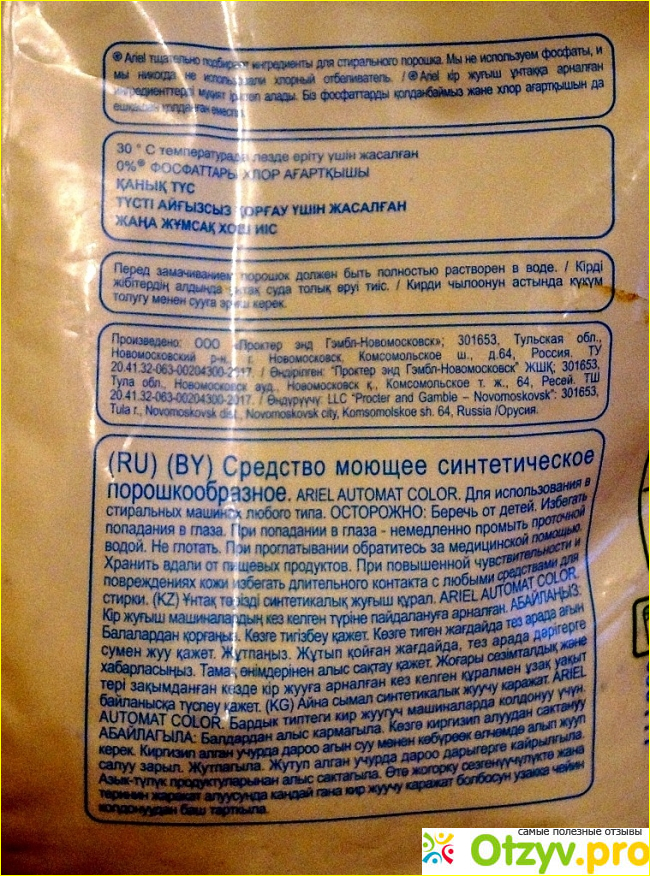 ® Ariel тщательно подбирает ингредиенты для стирального порошка. Мы не используем фосфаты, и
мы никогда не использовали хлорный отбеливатель. / ® Ariel кір жуғыш ұнтаққа арналған
ингредиенттерді мұқият іріктеп алады. Біз фосфаттарды қолданбаймыз және хлор ағартқышын да
ешқашан қолданған емеспіз.
30 ° C температурада лезде еріту үшін жасалған
0%® ФОСФАТТАРЫ ХЛОР АҒАРТҚЫШЫ
ҚАНЫҚ ТҮС
ТҮСТІ АЙҒЫЗСЫЗ ҚОРҒАУ ҮШІН ЖАСАЛҒАН
ЖАҢА ЖҰМСАҚ ХОШ ИІС
Перед замачиванием порошок должен быть полностью растворен в воде. / Кірді
жібітердің алдында ұнтақ суда толық еруі тиіс. / Кирди чылоонун астында күкүм
толугу менен сууга эриш керек.
Произведено: ООО «Проктер энд Гэмбл-Новомосковск»; 301653, Тульская обл.,
Новомосковский р-н, г. Новомосковск, Комсомольское ш., д.64, Россия. ТУ
20.41.32-063-00204300-2017. / Өндірілген: "Проктер энд Гэмбл-Новомосковск" ЖШҚ; 301653,
Тула обл., Новомосковск ауд., Новомосковск қ., Комсомольское т. ж., 64, Ресей. ТШ
20.41.32-063-00204300-2017. / Өндүрүүчү: LLC "Procter and Gamble – Novomoskovsk": 301653,
Tula r., Novomoskovsk dist., Novomoskovsk city, Komsomolskoe sh. 64, Russia /Орусия.
(RU) (BY) Средство моющее синтетическое
порошкообразное. ARIEL AUTOMAT COLOR. Для использования в
стиральных машинах любого типа. ОСТОРОЖНО: Беречь от детей. Избегать
попадания в глаза. При попадании в глаза - немедленно промыть проточной
водой. Не глотать. При проглатывании обратитесь за медицинской помощью.
Хранить вдали от пищевых продуктов. При повышенной чувствительности и
повреждениях кожи избегать длительного контакта с любыми средствами для
стирки. (KZ) Ұнтақ тәрізді синтетикалық жуғыш құрал. ARIEL AUTOMAT COLOR.
Кір жуғыш машиналардың кез келген түріне пайдалануға арналған. АБАЙЛАҢЫЗ:
Балалардан қорғаңыз. Көзге тигізбеу қажет. Көзге тиген жағдайда тез арада ағын
сумен жуу қажет. Жұтпаңыз. Жұтып қойған жағдайда, тез арада дәрігерге
хабарласыңыз. Тамақ өнімдерінен алыс сақтау қажет. Жоғары сезімталдық және
тері зақымданған кезде кір жууға арналған кез келген құралмен ұзақ уақыт
байланысқа түспеу қажет. (KG) Айна сымал синтетикалык жуучу каражат. ARIEL
AUTOMAT COLOR. Бардык типтеги кир жуугуч машиналарда колдонуу үчүн.
АБАЙЛАГЫЛА: Балдардан алыс кармагыла. Көзгө киргизип алуудан сактануу
керек. Киргизип алган учурда дароо агын суу менен көбүрөөк өлчөмдө алып жууп
салуу зарыл. Жутпагыла. Жутуп алган учурда дароо дарыгерге кайрылгыла.
Азык-түлүк продуктуларынан алыс сактагыла. Өтө жогорку сезгенүүчүлүктө жана
теринин жаракат алуусунда кандай гана кир жуучу каражат болбосун узакка чейин
колдонуудан баш тарткыла.
самые полезные отзывы
Otzyv.pro